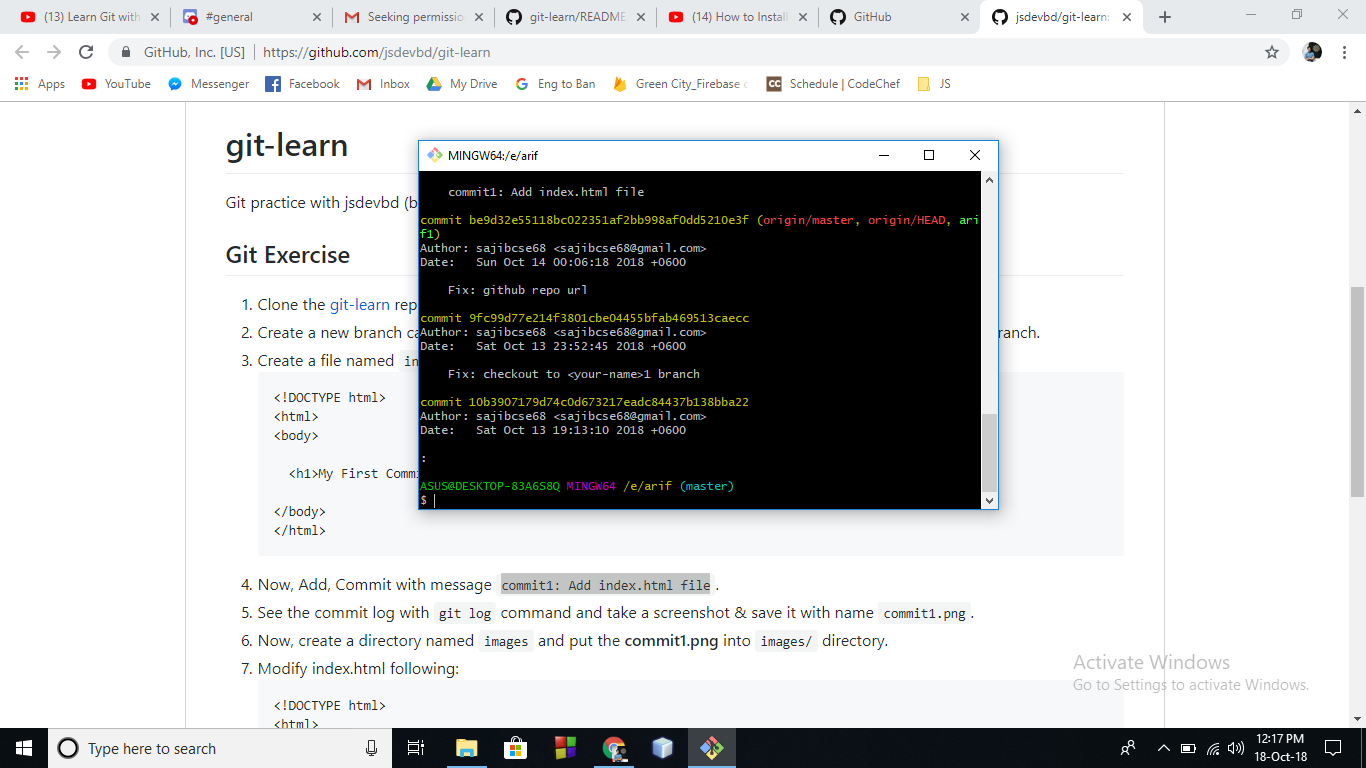 (13) Learn Git with
#general
Seeking permissio
git-learn/README
(14) How to Install
GitHub
jsdevbd/git-learn:
GitHub, Inc. [US] | https://github.com/jsdevbd/git-learn
Apps
YouTube
Messenger
Facebook
Inbox
My Drive
Eng to Ban
Green City_Firebase c
Schedule | CodeChef
JS
git-learn
Git practice with jsdevbd (b
Git Exercise
1. Clone the git-learn rep
2. Create a new branch ca
ranch.
3. Create a file named in
<!DOCTYPE html>
<html>
<body>
<h1>My First Commi
</body>
</html>
MINGW64:/e/arif
commit1: Add index.html file
commit be9d32e55118bc022351af2bb998af0dd5210e3f (origin/master, origin/HEAD, ari
f1)
Author: sajibcse68 <sajibcse68@gmail.com>
Date:   Sun Oct 14 00:06:18 2018 +0600
Fix: github repo url
commit 9fc99d77e214f3801cbe04455bfab469513caecc
Author: sajibcse68 <sajibcse68@gmail.com>
Date:   Sat Oct 13 23:52:45 2018 +0600
Fix: checkout to <your-name>1 branch
commit 10b3907179d74c0d673217eadc84437b138bba22
Author: sajibcse68 <sajibcse68@gmail.com>
Date:   Sat Oct 13 19:13:10 2018 +0600
:
ASUS@DESKTOP-83A6S8Q MINGW64 /e/arif (master)
$
4. Now, Add, Commit with message commit1: Add index.html file .
5. See the commit log with git log command and take a screenshot & save it with name commit1.png .
6. Now, create a directory named images and put the commit1.png into images/ directory.
7. Modify index.html following:
<!DOCTYPE html>
<html>
Activate Windows
Go to Settings to activate Windows.
Type here to search
12:17 PM
18-Oct-18